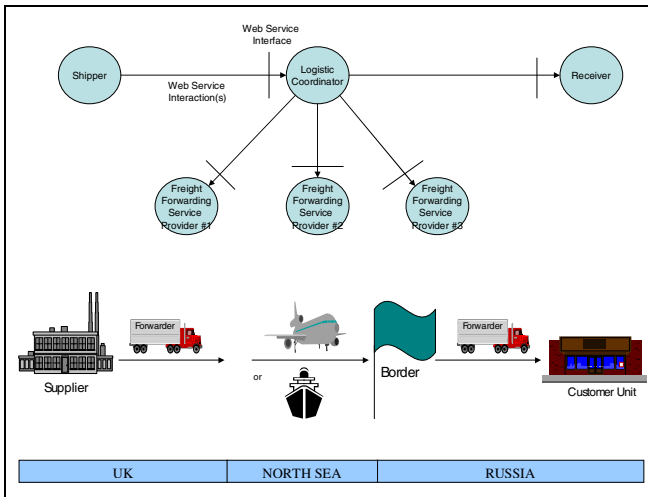 Web Service
Interface
Shipper
Logistic
Coordinator
Receiver
Web Service
Interaction(s)
Freight
Forwarding
Service
Provider #1
Freight
Forwarding
Service
Provider #2
Freight
Forwarding
Service
Provider #3
Forwarder
Forwarder
Supplier
or
Border
Customer Unit
UK
NORTH SEA
RUSSIA